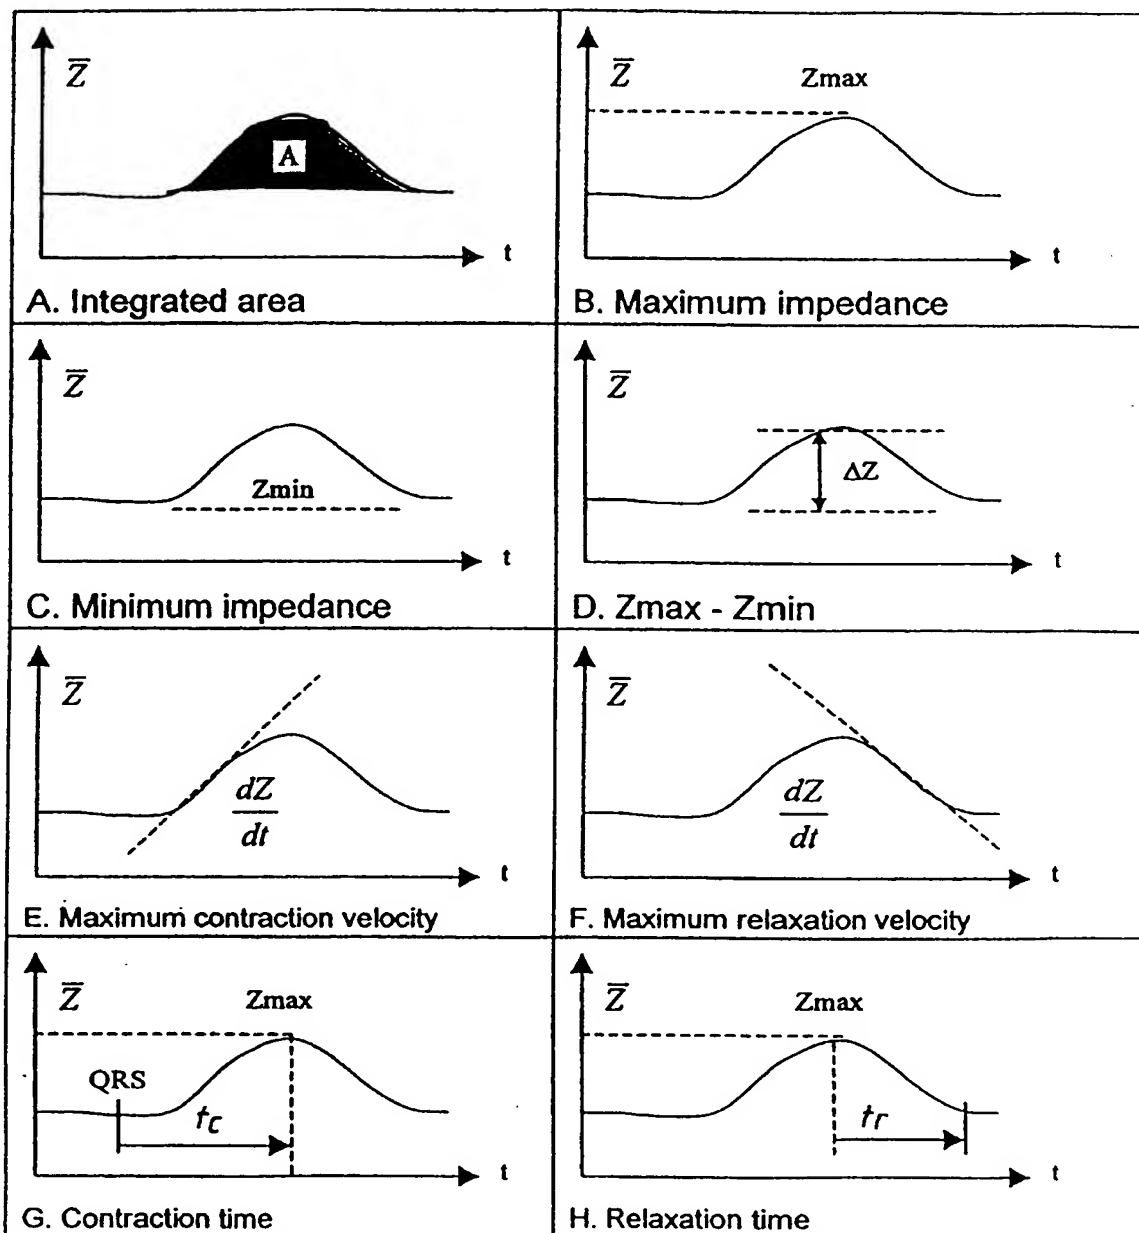 Z̅
A
t
A. Integrated area
Z̅
Zmax
t
B. Maximum impedance
Z̅
Zmin
t
C. Minimum impedance
Z̅
ΔZ
t
D. Zmax - Zmin
Z̅
dZ
dt
t
E. Maximum contraction velocity
Z̅
dZ
dt
t
F. Maximum relaxation velocity
Z̅
Zmax
QRS
tc
t
G. Contraction time
Z̅
Zmax
tr
t
H. Relaxation time